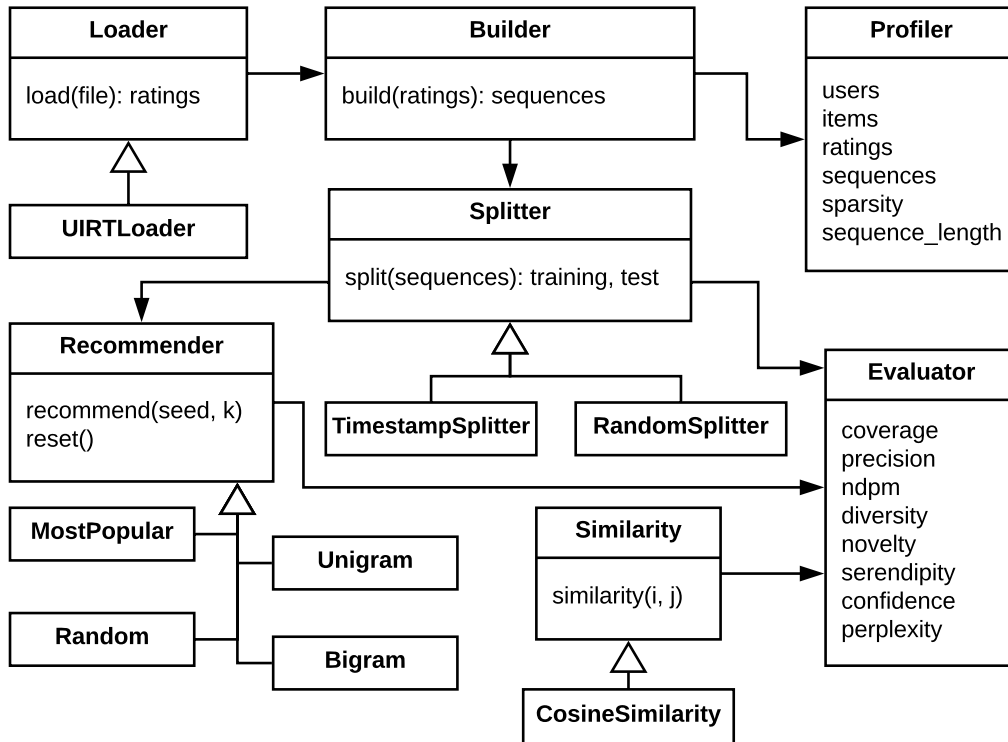 Loader
load(file): ratings
UIRTLoader
Builder
build(ratings): sequences
Profiler
users
items
ratings
sequences
sparsity
sequence_length
Splitter
split(sequences): training, test
TimestampSplitter
RandomSplitter
Recommender
recommend(seed, k)
reset()
MostPopular
Unigram
Random
Bigram
Similarity
similarity(i, j)
CosineSimilarity
Evaluator
coverage
precision
ndpm
diversity
novelty
serendipity
confidence
perplexity